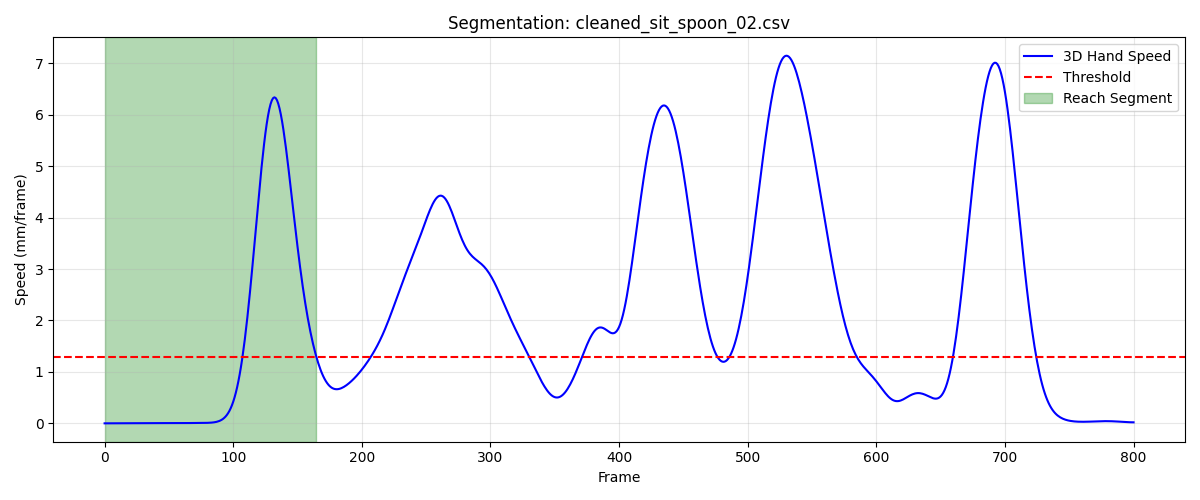 Segmentation: cleaned_sit_spoon_02.csv
3D Hand Speed
Threshold
Reach Segment
Speed (mm/frame)
7
6
5
4
3
2
1
0
0 100 200 300 400 500 600 700 800
Frame